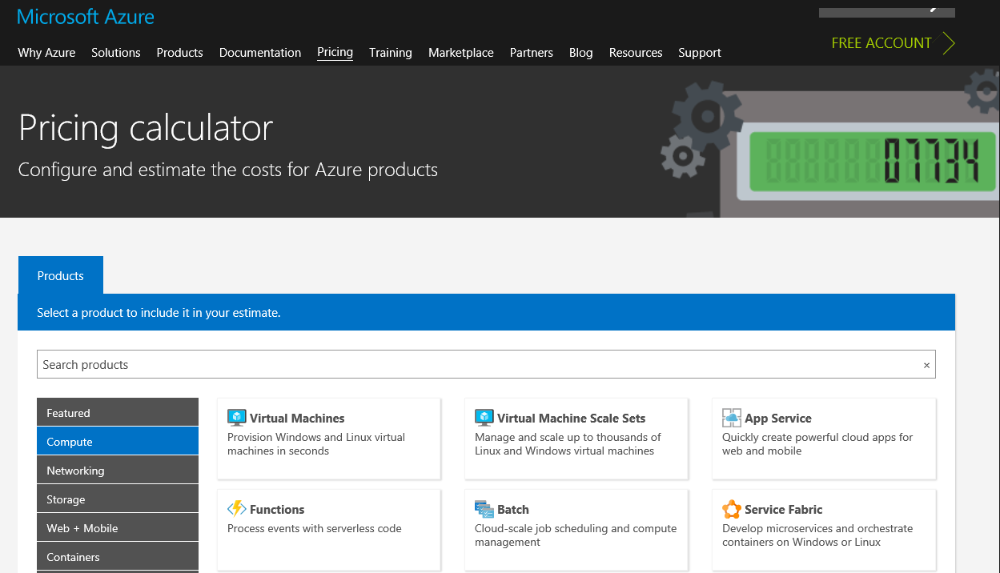 Microsoft Azure
FREE ACCOUNT
Why Azure Solutions Products Documentation Pricing Training Marketplace Partners Blog Resources Support
Pricing calculator
Configure and estimate the costs for Azure products
07734
Products
Select a product to include it in your estimate.
Search products ×
Featured
Compute
Networking
Storage
Web + Mobile
Containers
Virtual Machines
Provision Windows and Linux virtual
machines in seconds
Virtual Machine Scale Sets
Manage and scale up to thousands of
Linux and Windows virtual machines
App Service
Quickly create powerful cloud apps for
web and mobile
Functions
Process events with serverless code
Batch
Cloud-scale job scheduling and compute
management
Service Fabric
Develop microservices and orchestrate
containers on Windows or Linux